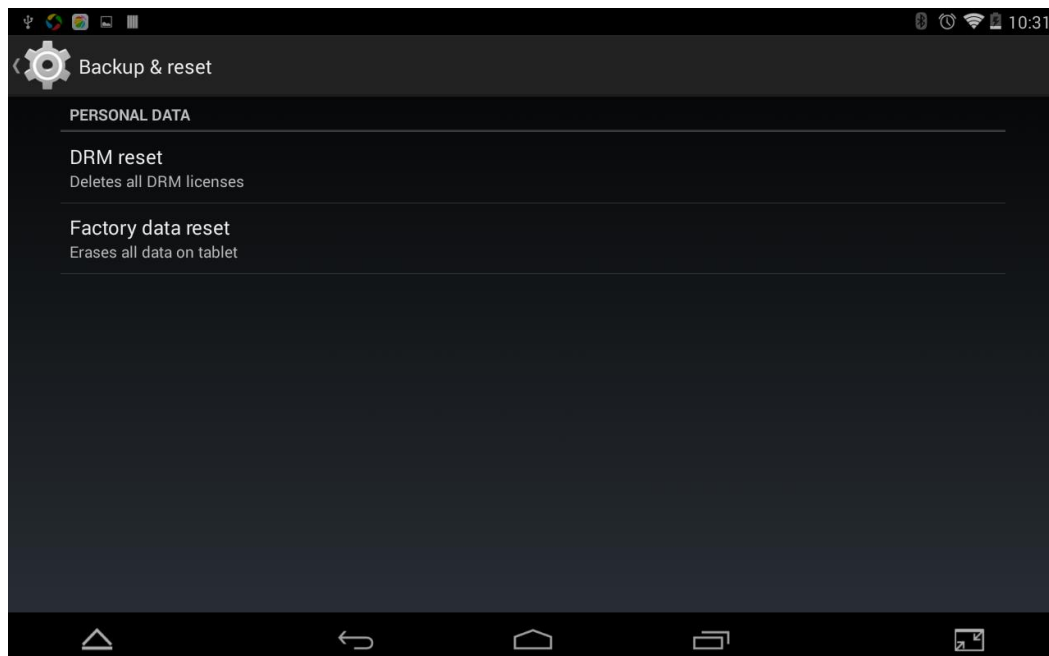 10:31
Backup & reset
PERSONAL DATA
DRM reset
Deletes all DRM licenses
Factory data reset
Erases all data on tablet